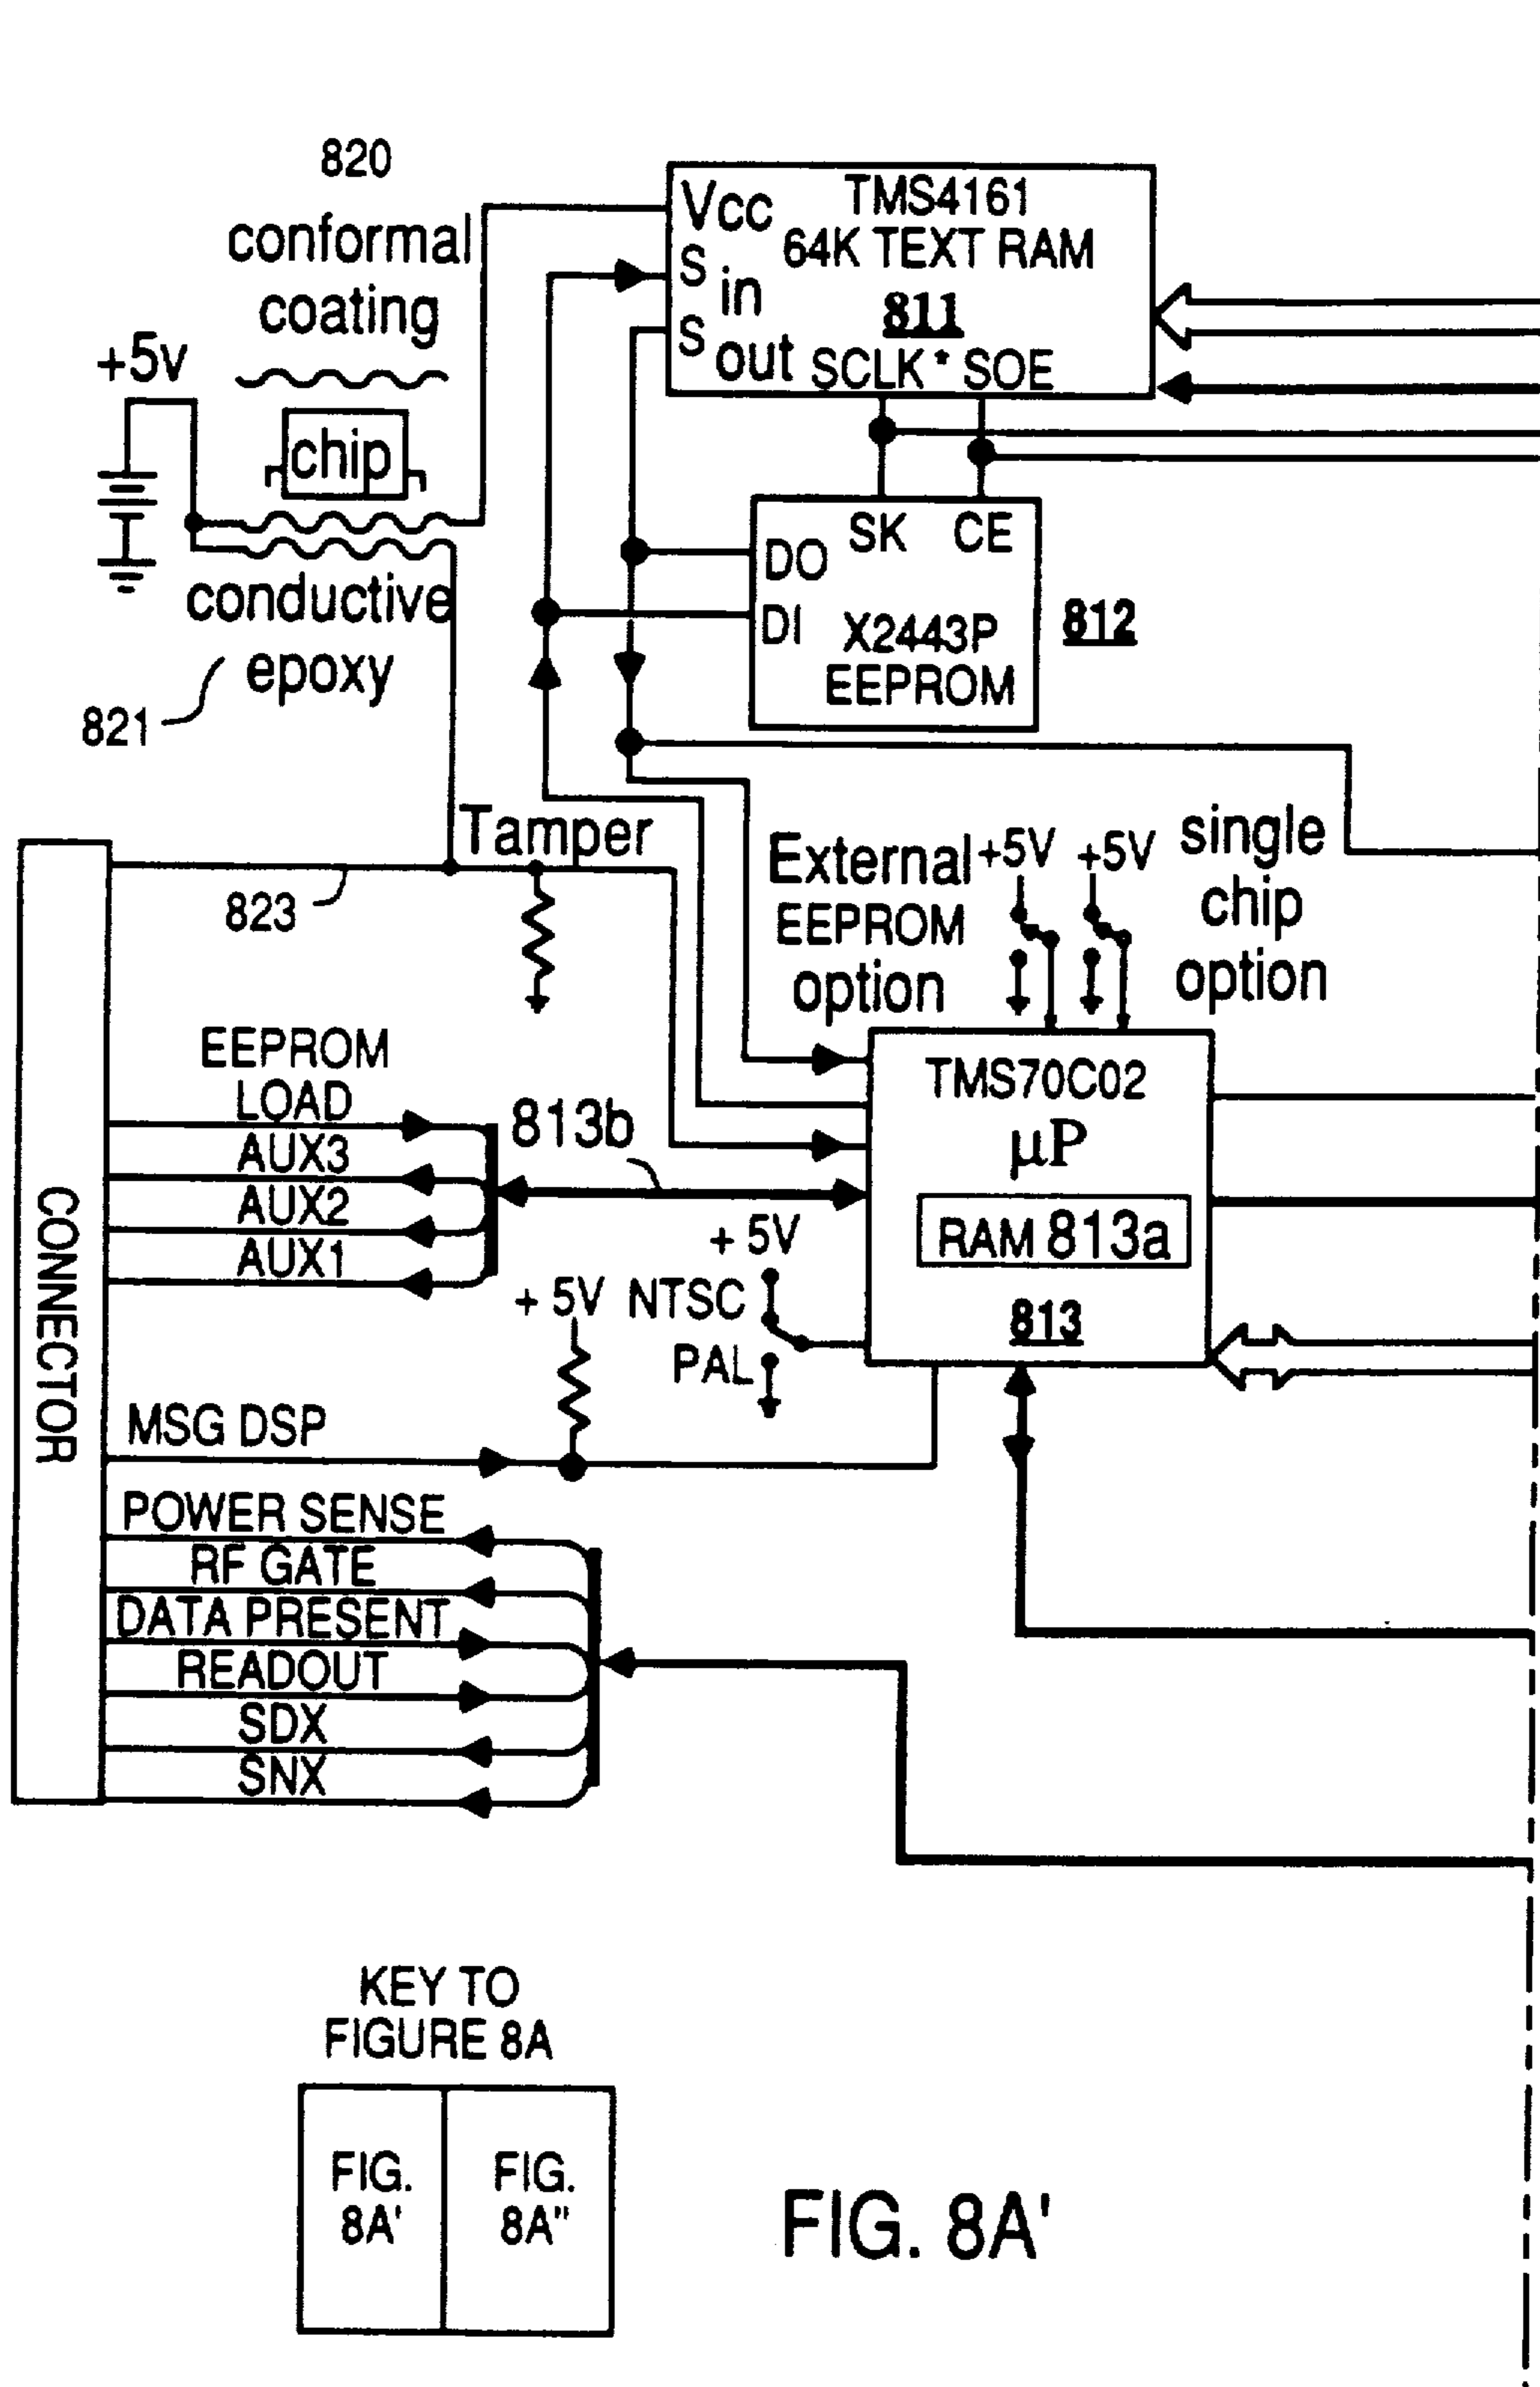 820
conformal
coating
+5v
chip
conductive
epoxy
821
Vcc
TMS4161
S in
64K TEXT RAM
811
S out
SCLK * SOE
SK CE
DO
DI
X2443P
EEPROM
812
Tamper
823
External
EEPROM
option
+5V +5V
single
chip
option
CONNECTOR
EEPROM
LOAD
AUX3
AUX2
AUX1
813b
TMS70C02
µP
RAM 813a
813
+ 5V
NTSC
PAL
+ 5V
MSG DSP
POWER SENSE
RF GATE
DATA PRESENT
READOUT
SDX
SNX
KEY TO
FIGURE 8A
FIG.
8A'
FIG.
8A"
FIG. 8A'